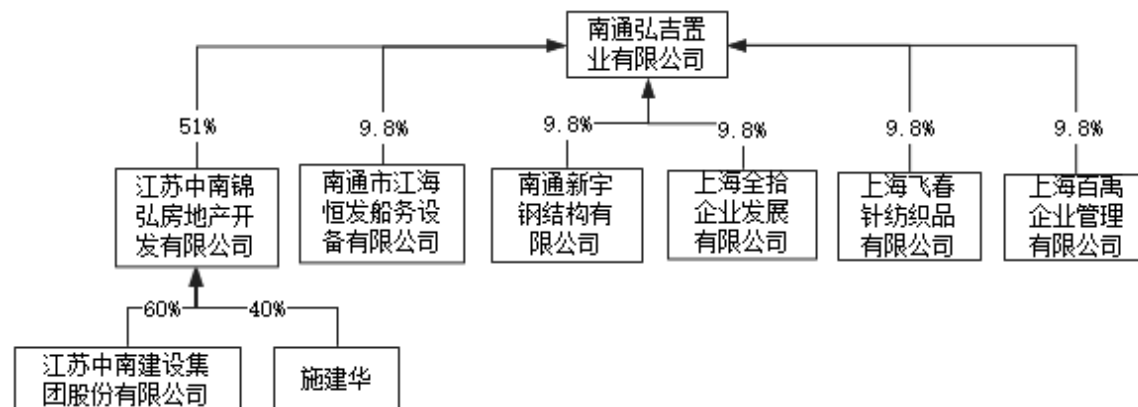 南通弘吉置
业有限公司
51%
9.8%
9.8%
9.8%
9.8%
9.8%
江苏中南锦
弘房地产开
发有限公司
南通市江海
恒发船务设
备有限公司
南通新宇
钢结构有
限公司
上海全拾
企业发展
有限公司
上海飞春
针纺织品
有限公司
上海百禹
企业管理
有限公司
60%
40%
江苏中南建设集
团股份有限公司
施建华